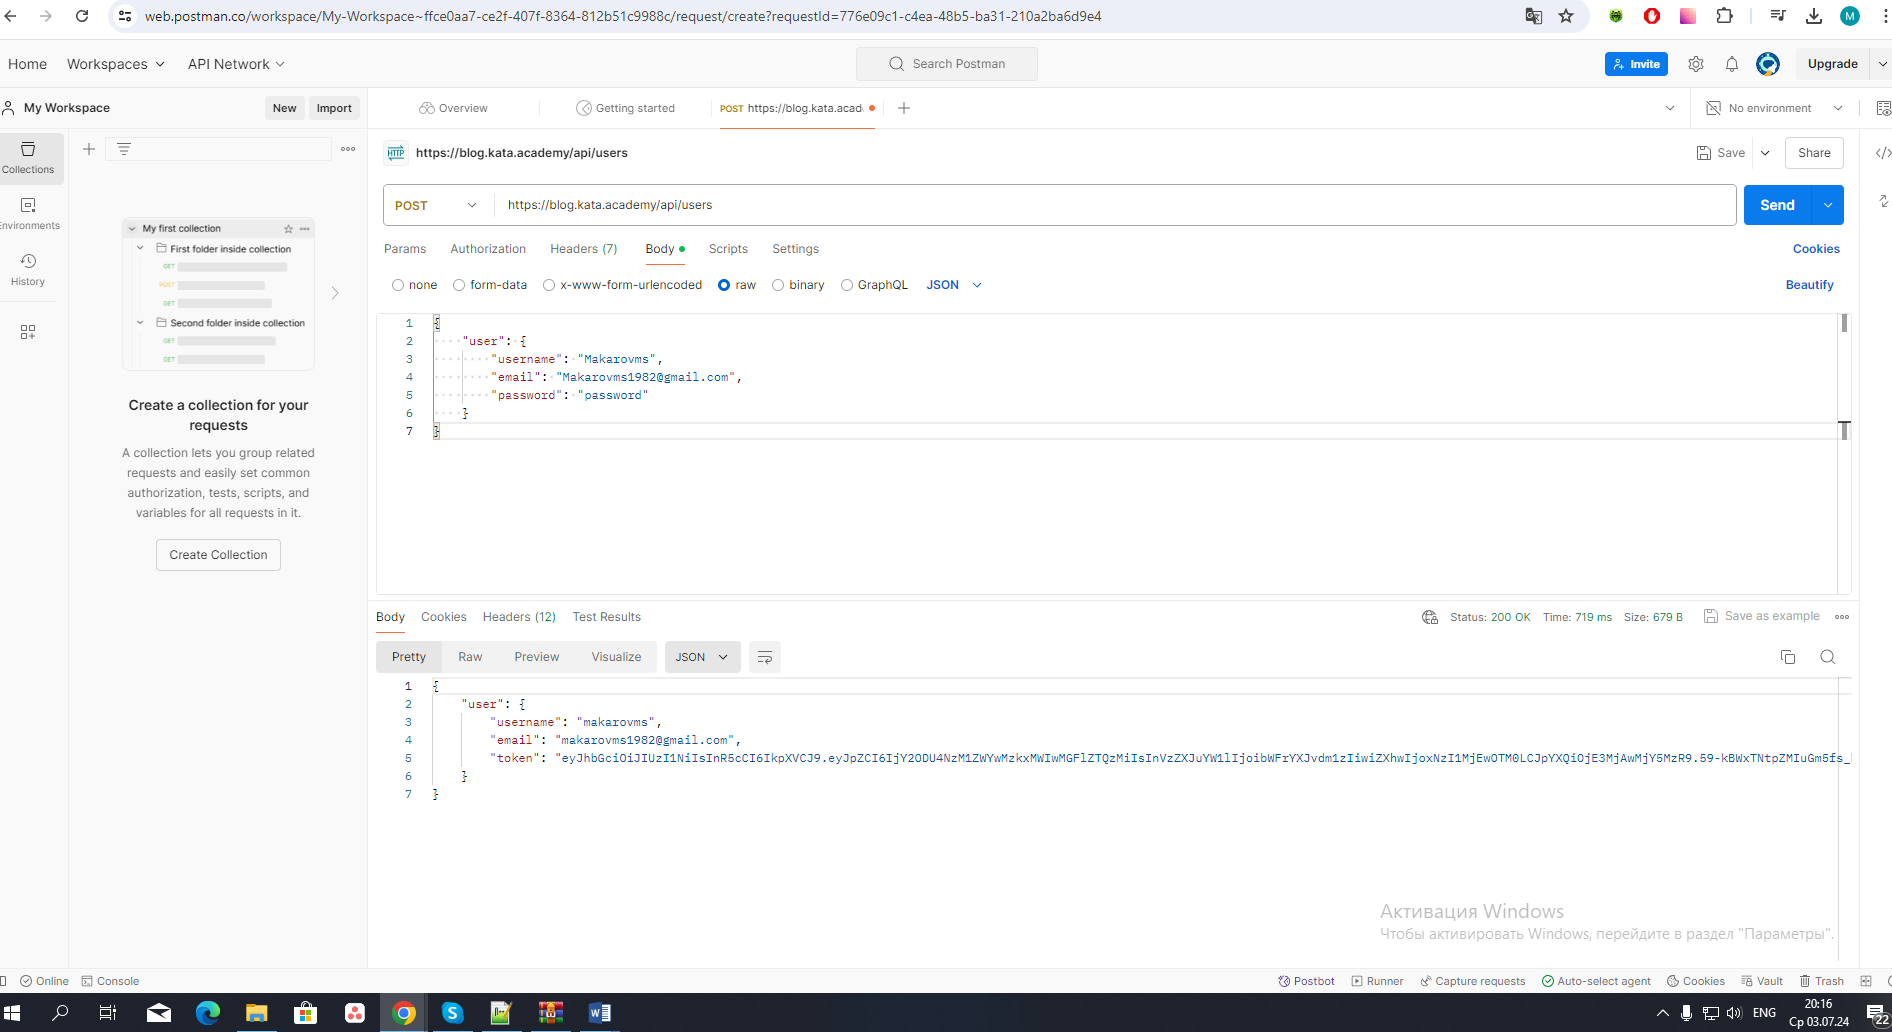 web.postman.co/workspace/My-Workspace~ffce0aa7-ce2f-407f-8364-812b51c9988c/request/create?requestId=776e09c1-c4ea-48b5-ba31-210a2ba6d9e4
M
Home Workspaces API Network Search Postman Invite Upgrade
My Workspace New Import Overview Getting started POST https://blog.kata.acad No environment
Collections
Environments
History
My first collection
First folder inside collection
GET
POST
GET
Second folder inside collection
GET
GET
Create a collection for your
requests
A collection lets you group related
requests and easily set common
authorization, tests, scripts, and
variables for all requests in it.
Create Collection
HTTP https://blog.kata.academy/api/users Save Share
POST https://blog.kata.academy/api/users Send
Params Authorization Headers (7) Body Scripts Settings Cookies
none form-data x-www-form-urlencoded raw binary GraphQL JSON Beautify
1 {
2 "user": {
3 "username": "Makarovms",
4 "email": "Makarovms1982@gmail.com",
5 "password": "password"
6 }
7 }
Body Cookies Headers (12) Test Results Status: 200 OK Time: 719 ms Size: 679 B Save as example
Pretty Raw Preview Visualize JSON
1 {
2 "user": {
3 "username": "makarovms",
4 "email": "makarovms1982@gmail.com",
5 "token":
6 }
7 }
Активация Windows
Чтобы активировать Windows, перейдите в раздел "Параметры".
Online Console Postbot Runner Capture requests Auto-select agent Cookies Vault Trash
ENG 20:16
Ср 03.07.24 22